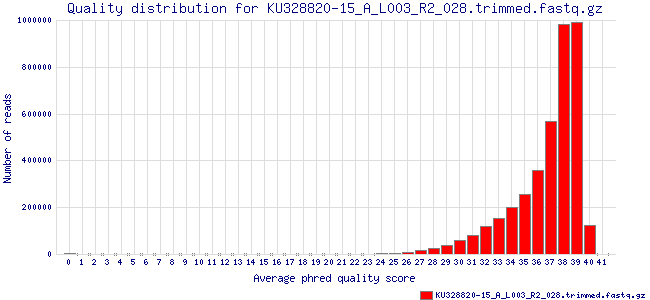 Quality distribution for KU328820-15_A_L003_R2_028.trimmed.fastq.gz
Number of reads
1000000
800000
600000
400000
200000
0
0 1 2 3 4 5 6 7 8 9 10 11 12 13 14 15 16 17 18 19 20 21 22 23 24 25 26 27 28 29 30 31 32 33 34 35 36 37 38 39 40 41
Average phred quality score
KU328820-15_A_L003_R2_028.trimmed.fastq.gz